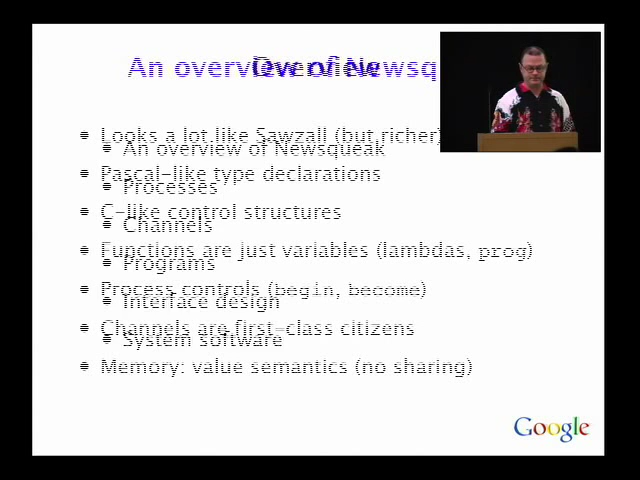 An overview of Newsq
Overview
Looks a lot like Sawzall (but richer)
An overview of Newsqueak
Pascal-like type declarations
Processes
C-like control structures
Channels
Functions are just variables (lambdas, prog)
Programs
Process controls (begin, become)
Interface design
Channels are first-class citizens
System software
Memory: value semantics (no sharing)
Google